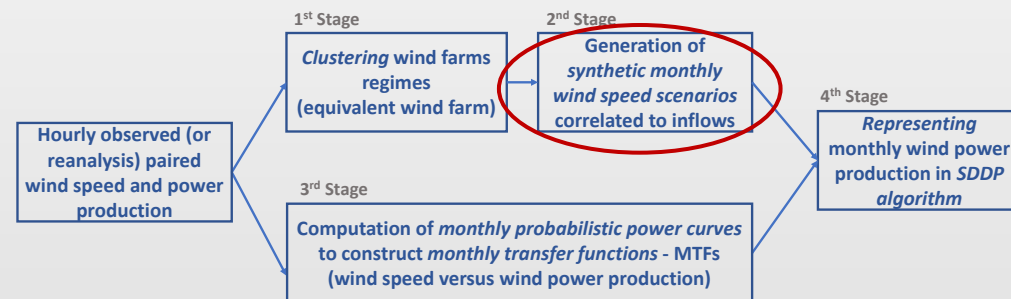 1st Stage
Clustering wind farms
regimes
(equivalent wind farm)
2nd Stage
Generation of
synthetic monthly
wind speed scenarios
correlated to inflows
Hourly observed (or
reanalysis) paired
wind speed and power
production
3rd Stage
Computation of monthly probabilistic power curves
to construct monthly transfer functions - MTFs
(wind speed versus wind power production)
4th Stage
Representing
monthly wind power
production in SDDP
algorithm